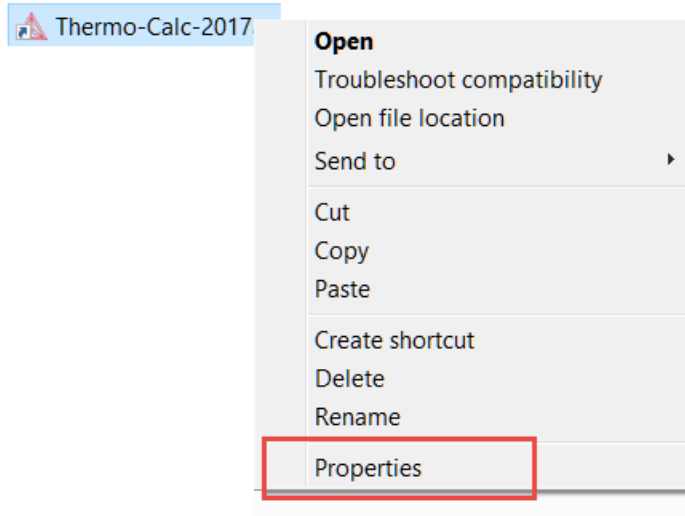 Thermo-Calc-2017
Open
Troubleshoot compatibility
Open file location
Send to
Cut
Copy
Paste
Create shortcut
Delete
Rename
Properties